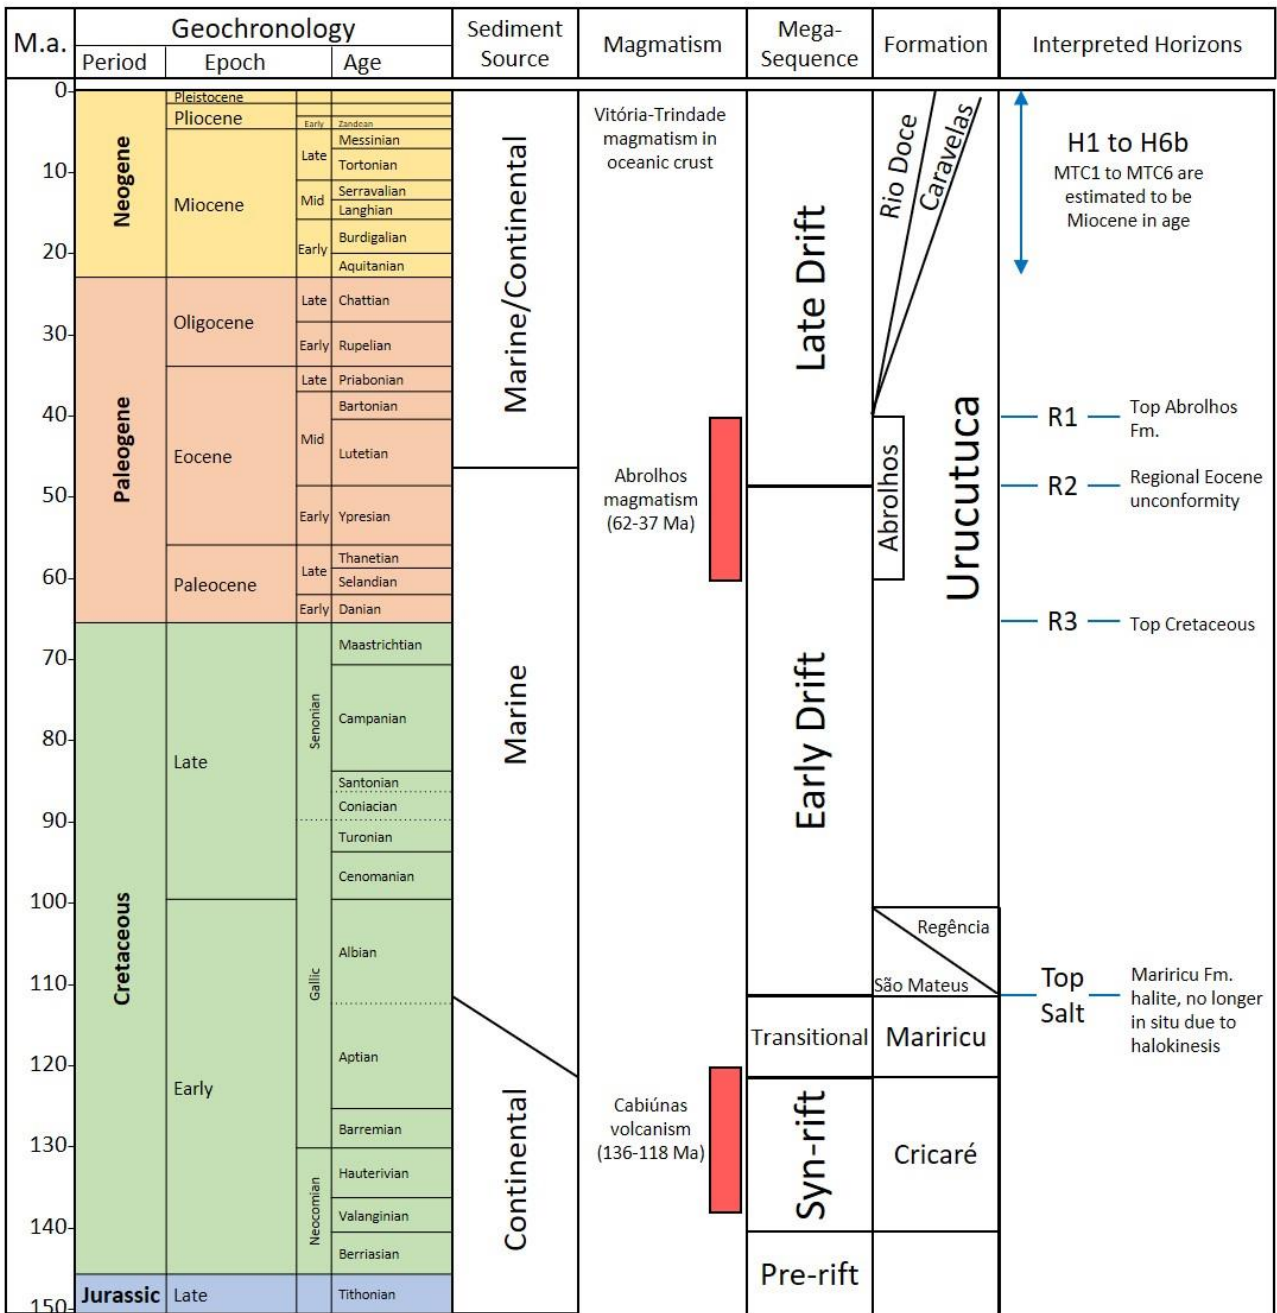 M.a.
Geochronology
Period
Epoch
Age
Sediment
Source
Magmatism
Mega-
Sequence
Formation
Interpreted Horizons
0
10
20
30
40
50
60
70
80
90
100
110
120
130
140
150
Neogene
Paleogene
Cretaceous
Jurassic
Pleistocene
Pliocene
Miocene
Oligocene
Eocene
Paleocene
Late
Early
Late
Early
Late
Mid
Early
Late
Early
Late
Mid
Early
Late
Early
Senonian
Gallic
Neocomian
Zandean
Messinian
Tortonian
Serravalian
Langhian
Burdigalian
Aquitanian
Chattian
Rupelian
Priabonian
Bartonian
Lutetian
Ypresian
Thanetian
Selandian
Danian
Maastrichtian
Campanian
Santonian
Coniacian
Turonian
Cenomanian
Albian
Aptian
Barremian
Hauterivian
Valanginian
Berriasian
Tithonian
Marine/Continental
Marine
Continental
Vitória-Trindade
magmatism in
oceanic crust
Abrolhos
magmatism
(62-37 Ma)
Cabiúnas
volcanism
(136-118 Ma)
Late Drift
Early Drift
Transitional
Syn-rift
Pre-rift
Rio Doce
Caravelas
Abrolhos
Urucutuca
Regência
São Mateus
Mariricu
Cricaré
H1 to H6b
MTC1 to MTC6 are
estimated to be
Miocene in age
R1
Top Abrolhos
Fm.
R2
Regional Eocene
unconformity
R3
Top Cretaceous
Top
Salt
Mariricu Fm.
halite, no longer
in situ due to
halokinesis